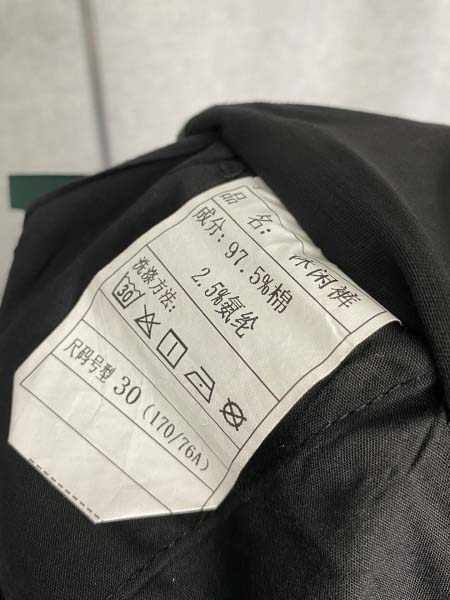 品 名: 休闲裤
成分: 97.5%棉
2.5%氨纶
洗涤方法:
30
尺码号型 30 (170/76A)